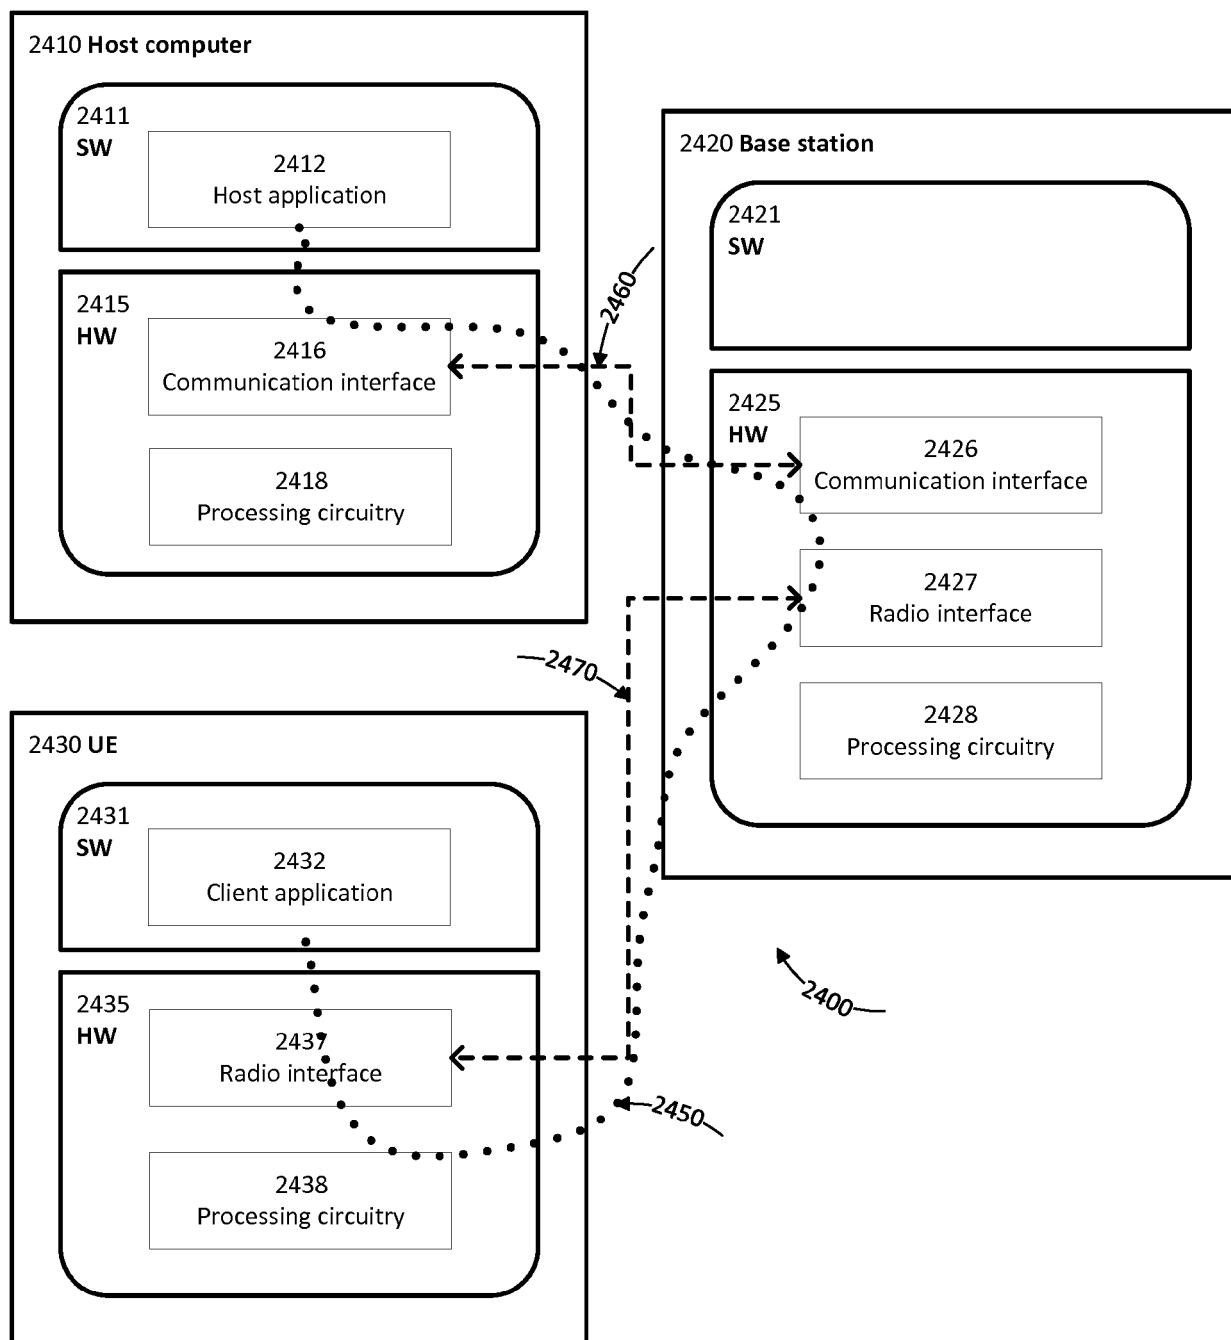 2410 Host computer
2411
SW
2412
Host application
2415
HW
2416
Communication interface
2418
Processing circuitry
2420 Base station
2421
SW
2425
HW
2426
Communication interface
2427
Radio interface
2428
Processing circuitry
2460
2470
2430 UE
2431
SW
2432
Client application
2435
HW
2437
Radio interface
2438
Processing circuitry
2400
2450